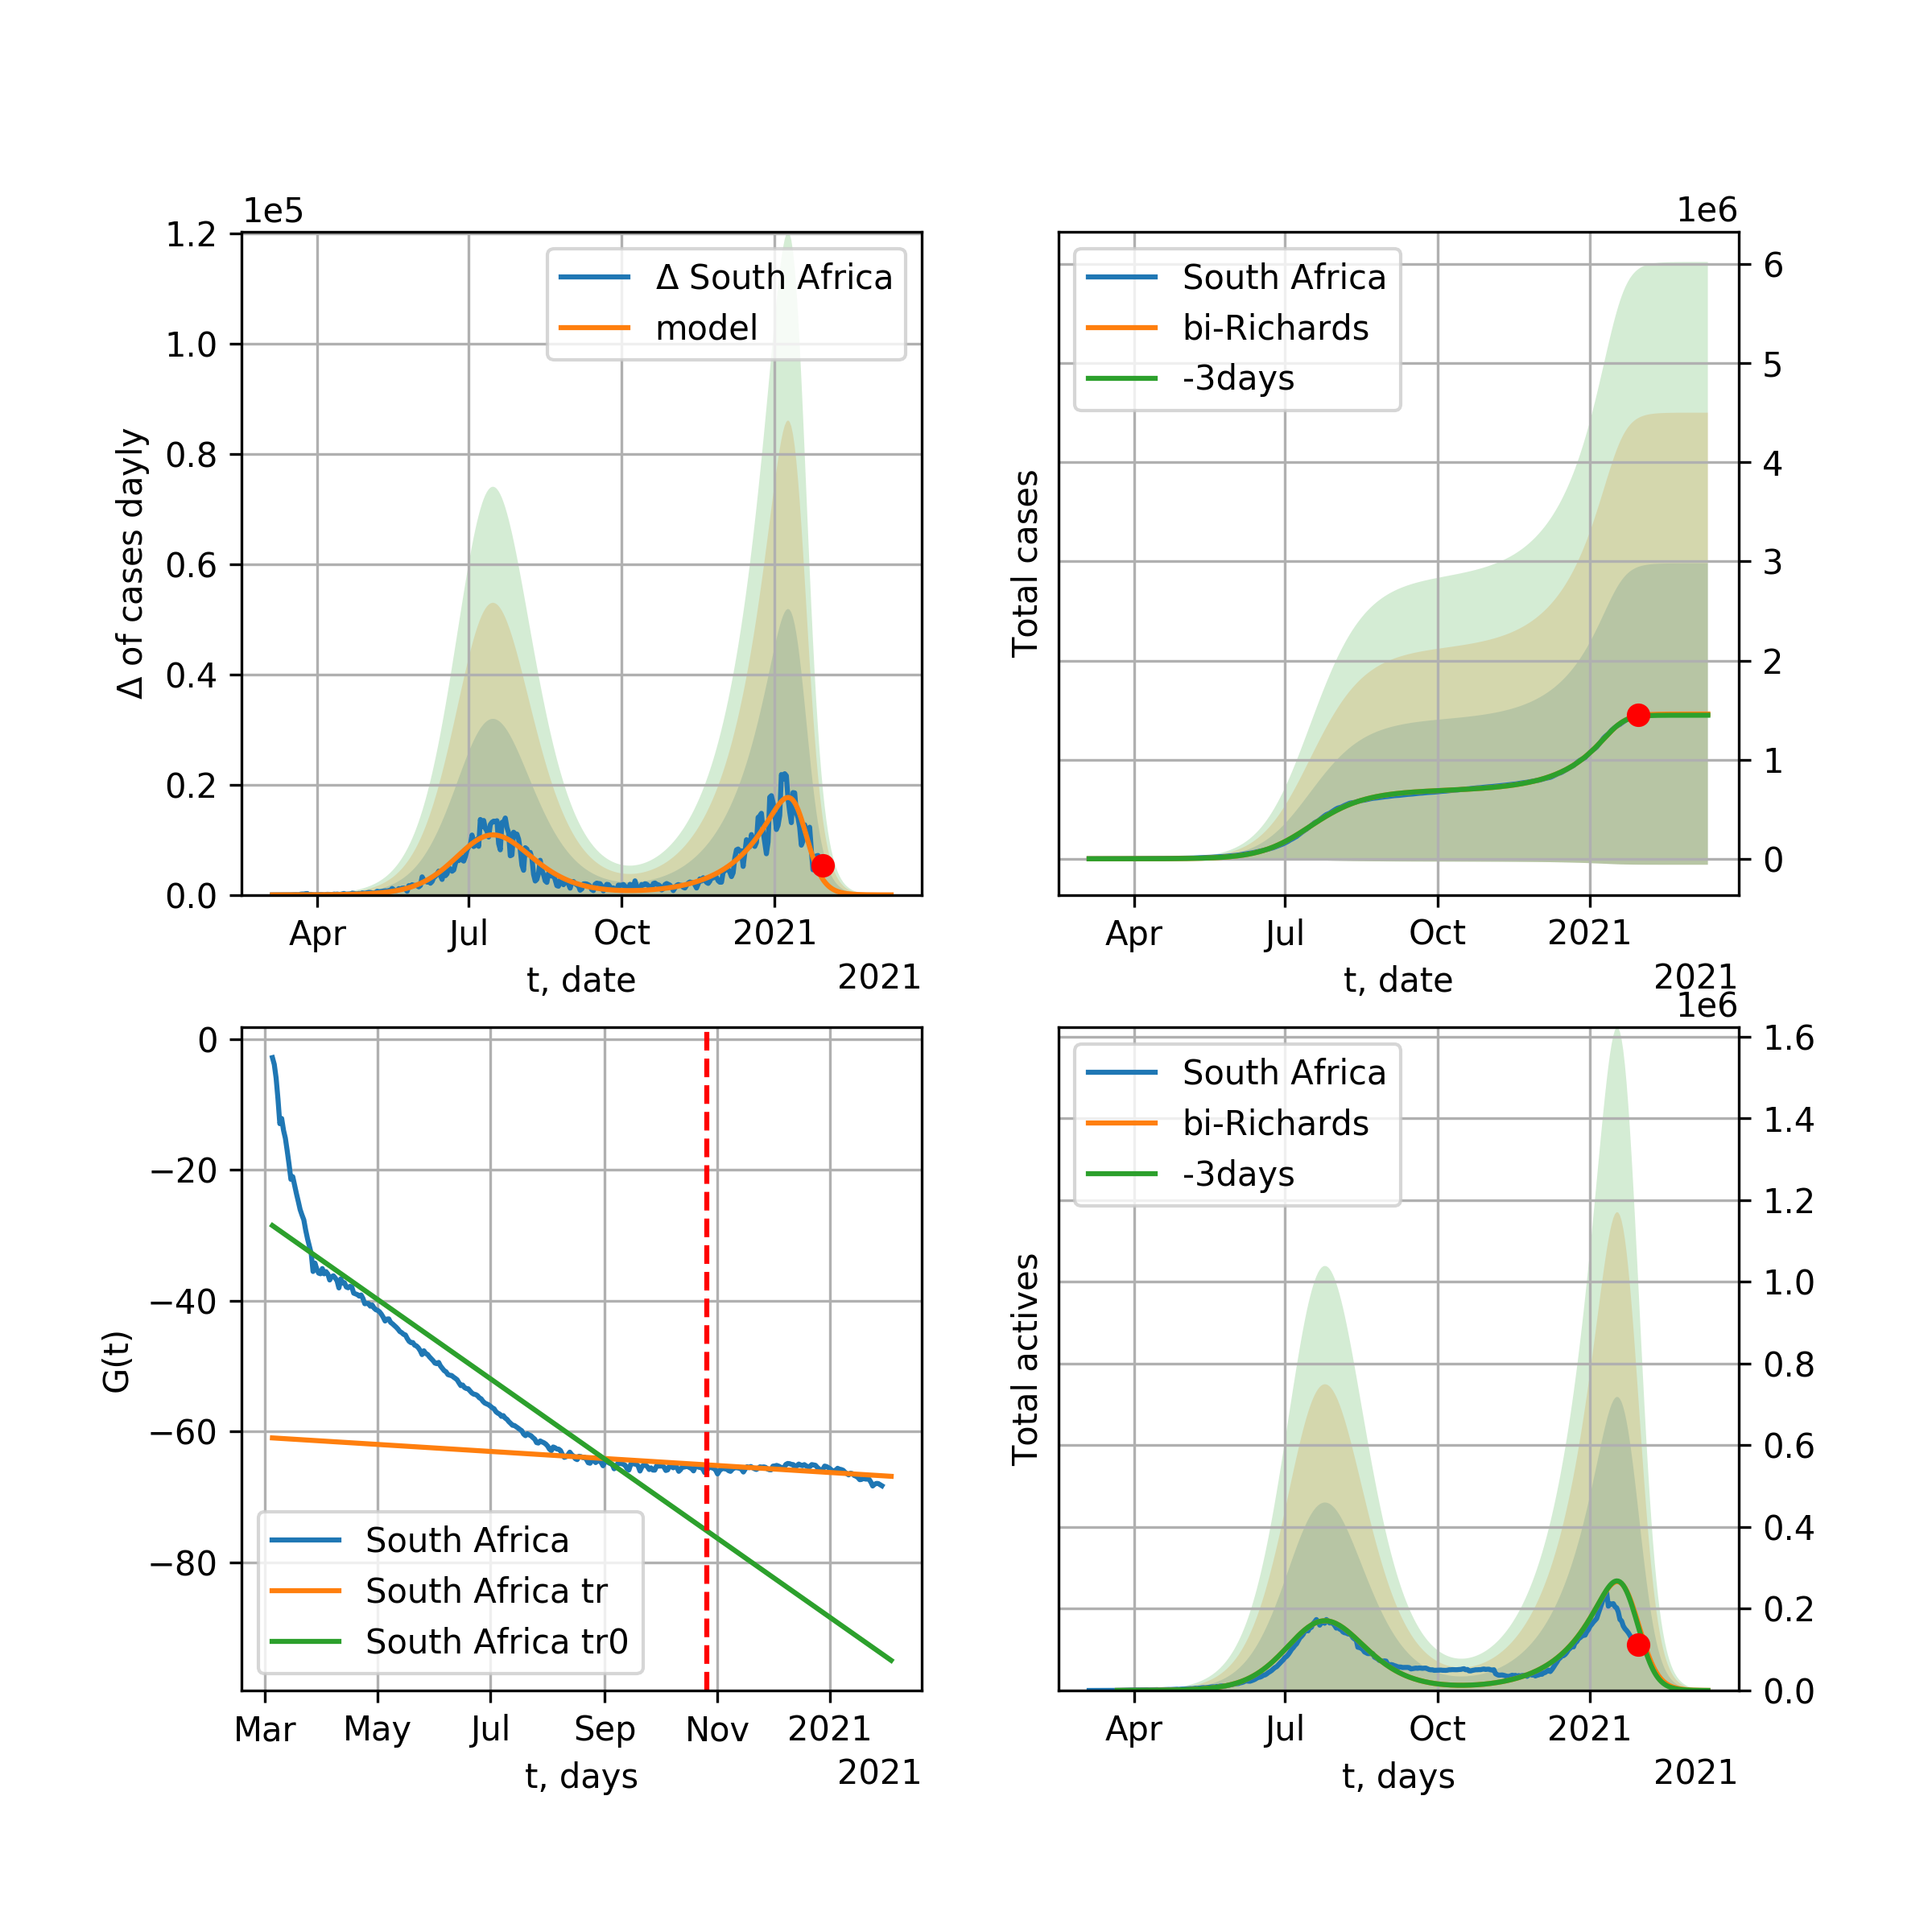 1e5
1.2
1.0
0.8
0.6
0.4
0.2
0.0
Δ of cases dayly
Δ South Africa
model
Apr
Jul
Oct
2021
t, date
2021
1e6
6
5
4
3
2
1
0
Total cases
South Africa
bi-Richards
-3days
Apr
Jul
Oct
2021
t, date
2021
0
−20
−40
−60
−80
G(t)
South Africa
South Africa tr
South Africa tr0
Mar
May
Jul
Sep
Nov
2021
t, days
2021
1e6
1.6
1.4
1.2
1.0
0.8
0.6
0.4
0.2
0.0
Total actives
South Africa
bi-Richards
-3days
Apr
Jul
Oct
2021
t, days
2021